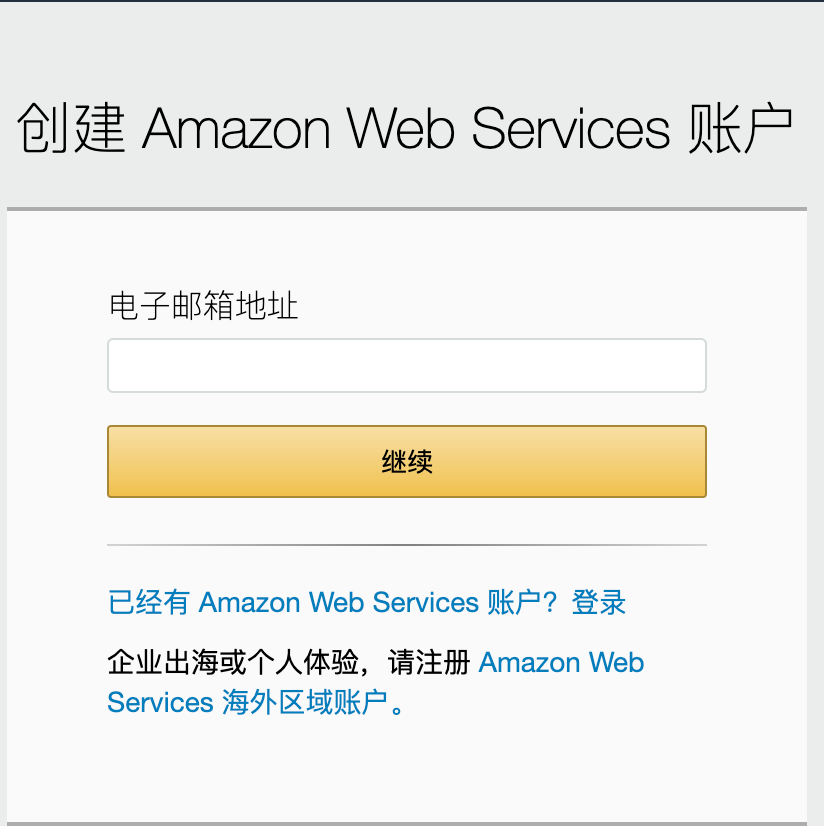 创建 Amazon Web Services 账户
电子邮箱地址
继续
已经有 Amazon Web Services 账户？登录
企业出海或个人体验，请注册 Amazon Web
Services 海外区域账户。